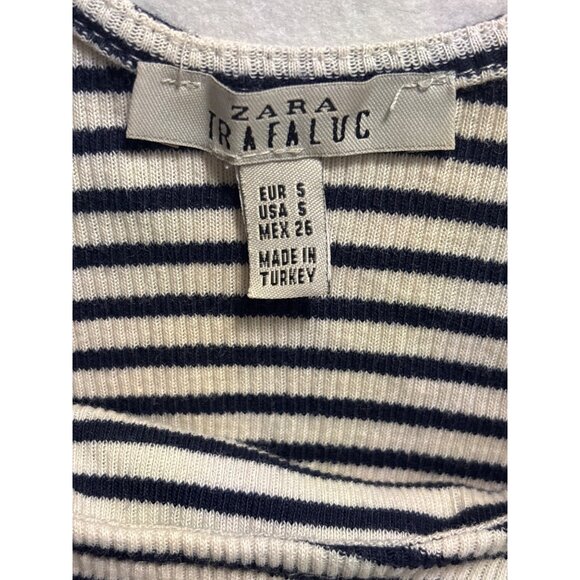 ZARA
TRAFALUC
EUR S
USA S
MEX 26
MADE IN
TURKEY